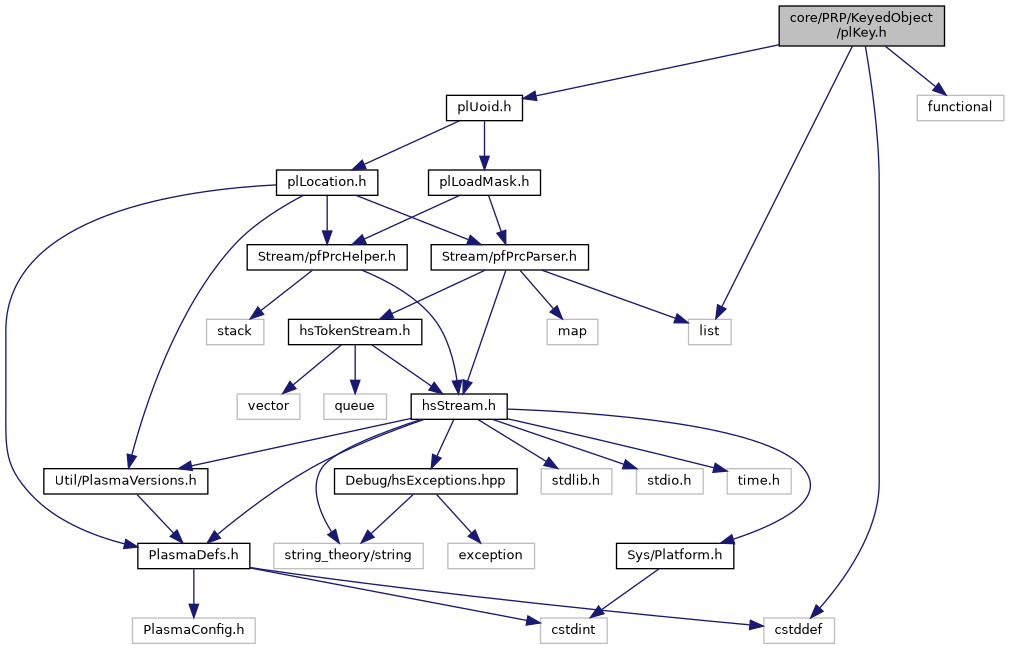 core/PRP/KeyedObject
/plKey.h
plUoid.h
functional
plLocation.h
plLoadMask.h
Stream/pfPrcHelper.h
Stream/pfPrcParser.h
stack
hsTokenStream.h
map
list
vector
queue
hsStream.h
Util/PlasmaVersions.h
Debug/hsExceptions.hpp
stdlib.h
stdio.h
time.h
PlasmaDefs.h
string_theory/string
exception
Sys/Platform.h
PlasmaConfig.h
cstdint
cstddef